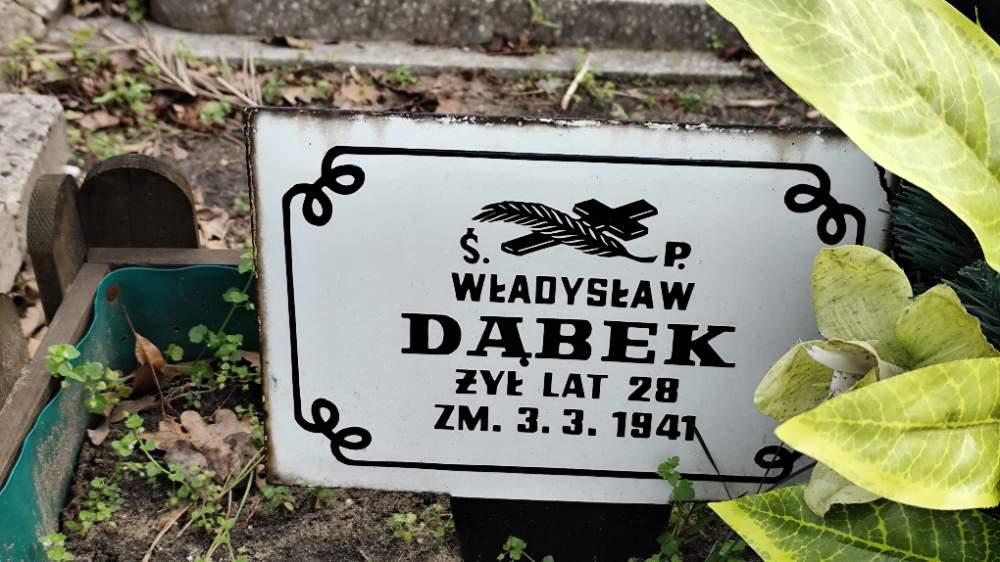 Ś. P.
WŁADYSŁAW
DĄBEK
ŻYŁ LAT 28
ZM. 3. 3. 1941